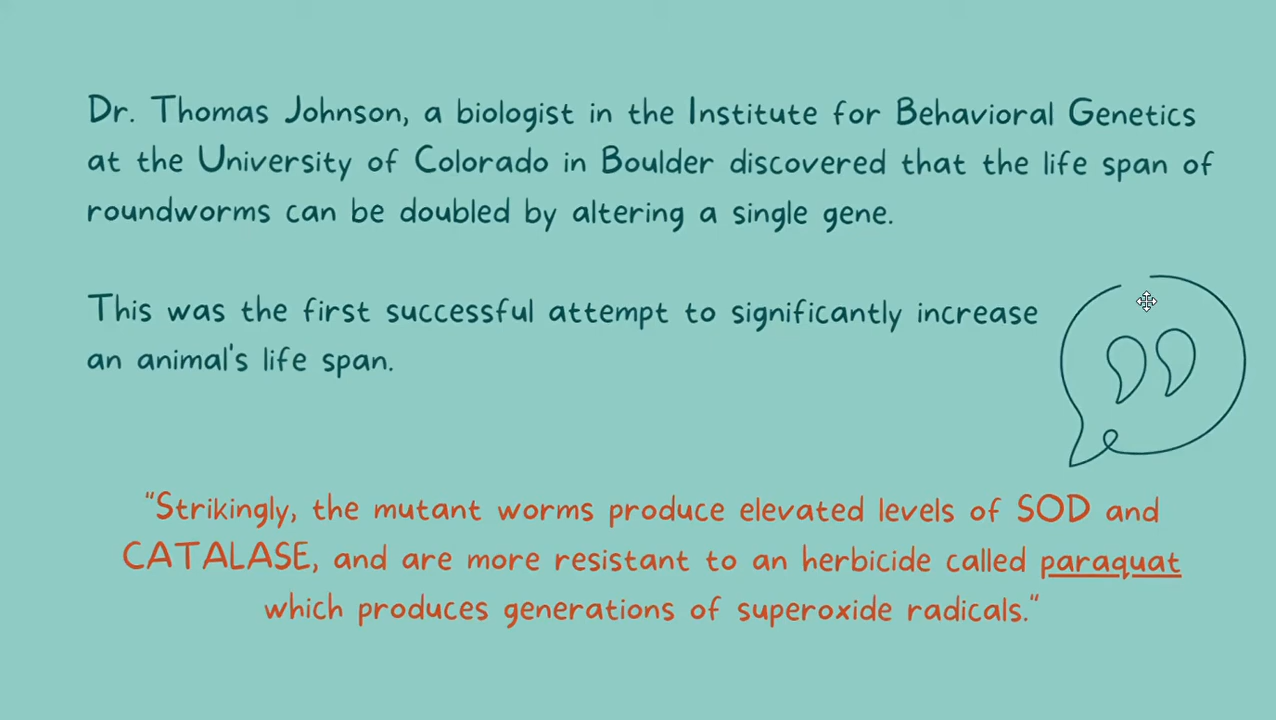 Dr. Thomas Johnson, a biologist in the Institute for Behavioral Genetics
at the University of Colorado in Boulder discovered that the life span of
roundworms can be doubled by altering a single gene.
This was the first successful attempt to significantly increase
an animal's life span.
"Strikingly, the mutant worms produce elevated levels of SOD and
CATALASE, and are more resistant to an herbicide called paraquat
which produces generations of superoxide radicals."